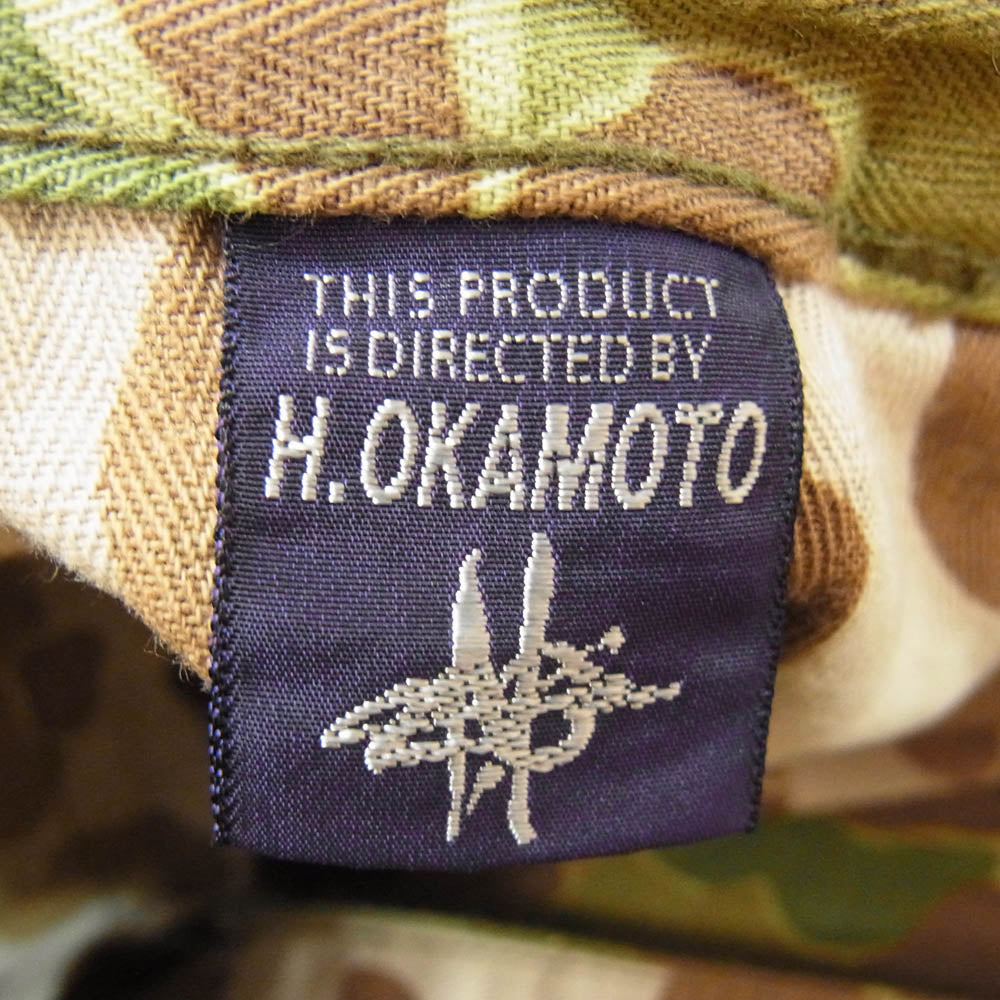 THIS PRODUCT
IS DIRECTED BY
H.OKAMOTO